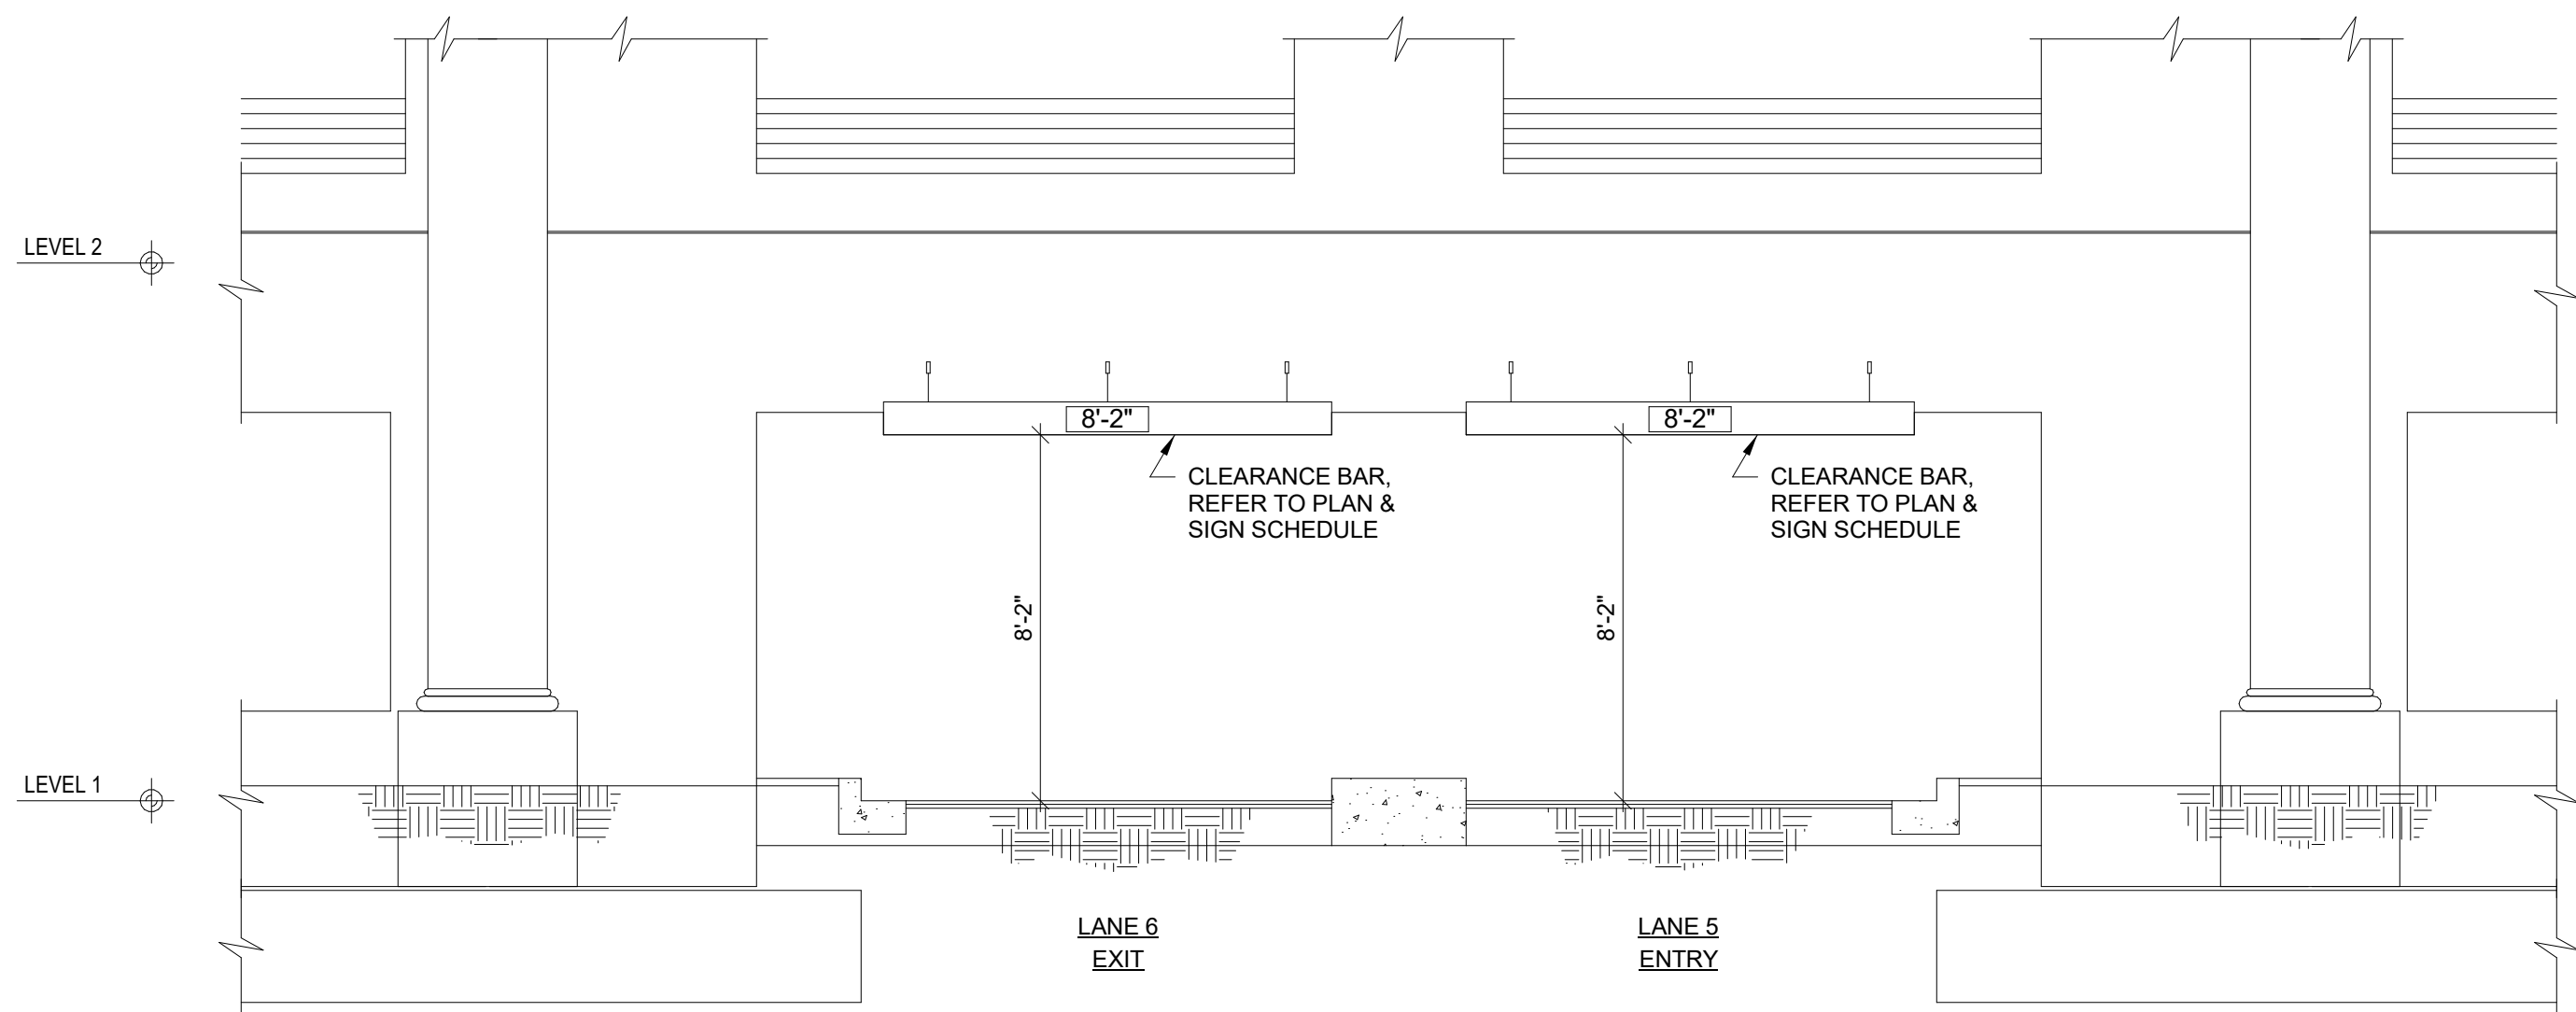 LEVEL 2
8'-2"
8'-2"
CLEARANCE BAR,
REFER TO PLAN &
SIGN SCHEDULE
CLEARANCE BAR,
REFER TO PLAN &
SIGN SCHEDULE
8'-2"
8'-2"
LEVEL 1
LANE 6
EXIT
LANE 5
ENTRY